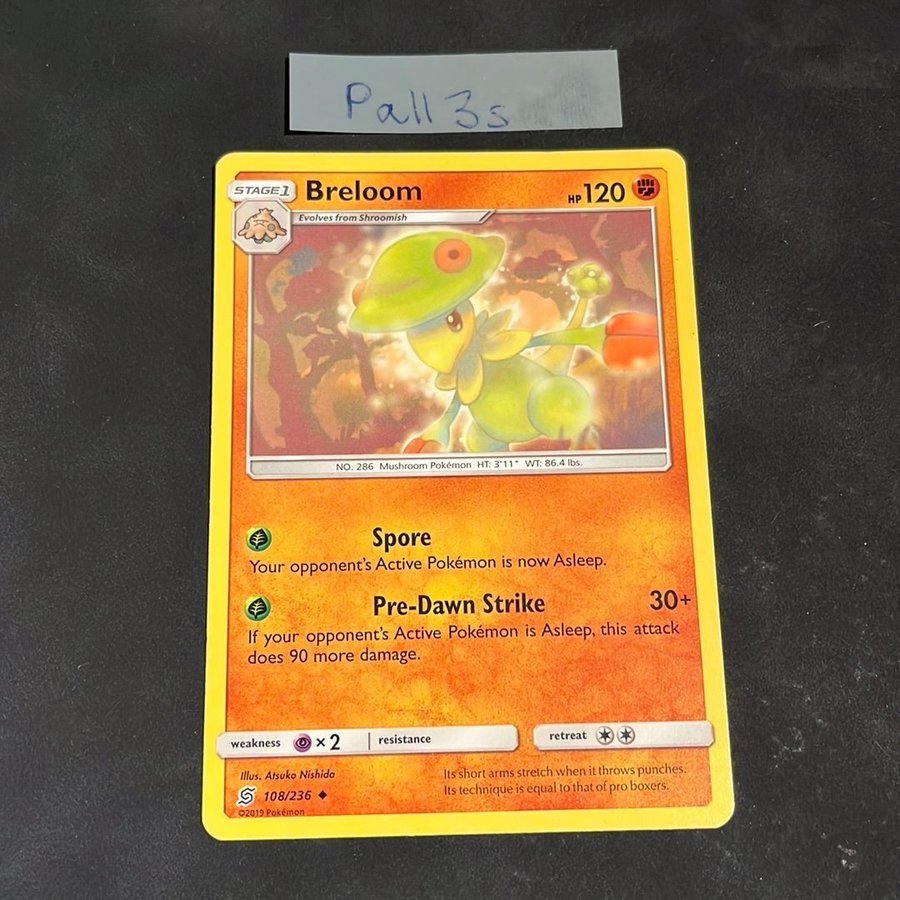 Pall 3s
STAGE 1 Breloom HP 120
Evolves from Shroomish
NO. 286 Mushroom Pokémon HT: 3'11" WT: 86.4 lbs.
Spore
Your opponent's Active Pokémon is now Asleep.
Pre-Dawn Strike 30+
If your opponent's Active Pokémon is Asleep, this attack
does 90 more damage.
weakness ×2 resistance retreat
Illus. Atsuko Nishida
108/236
©2019 Pokémon
Its short arms stretch when it throws punches.
Its technique is equal to that of pro boxers.